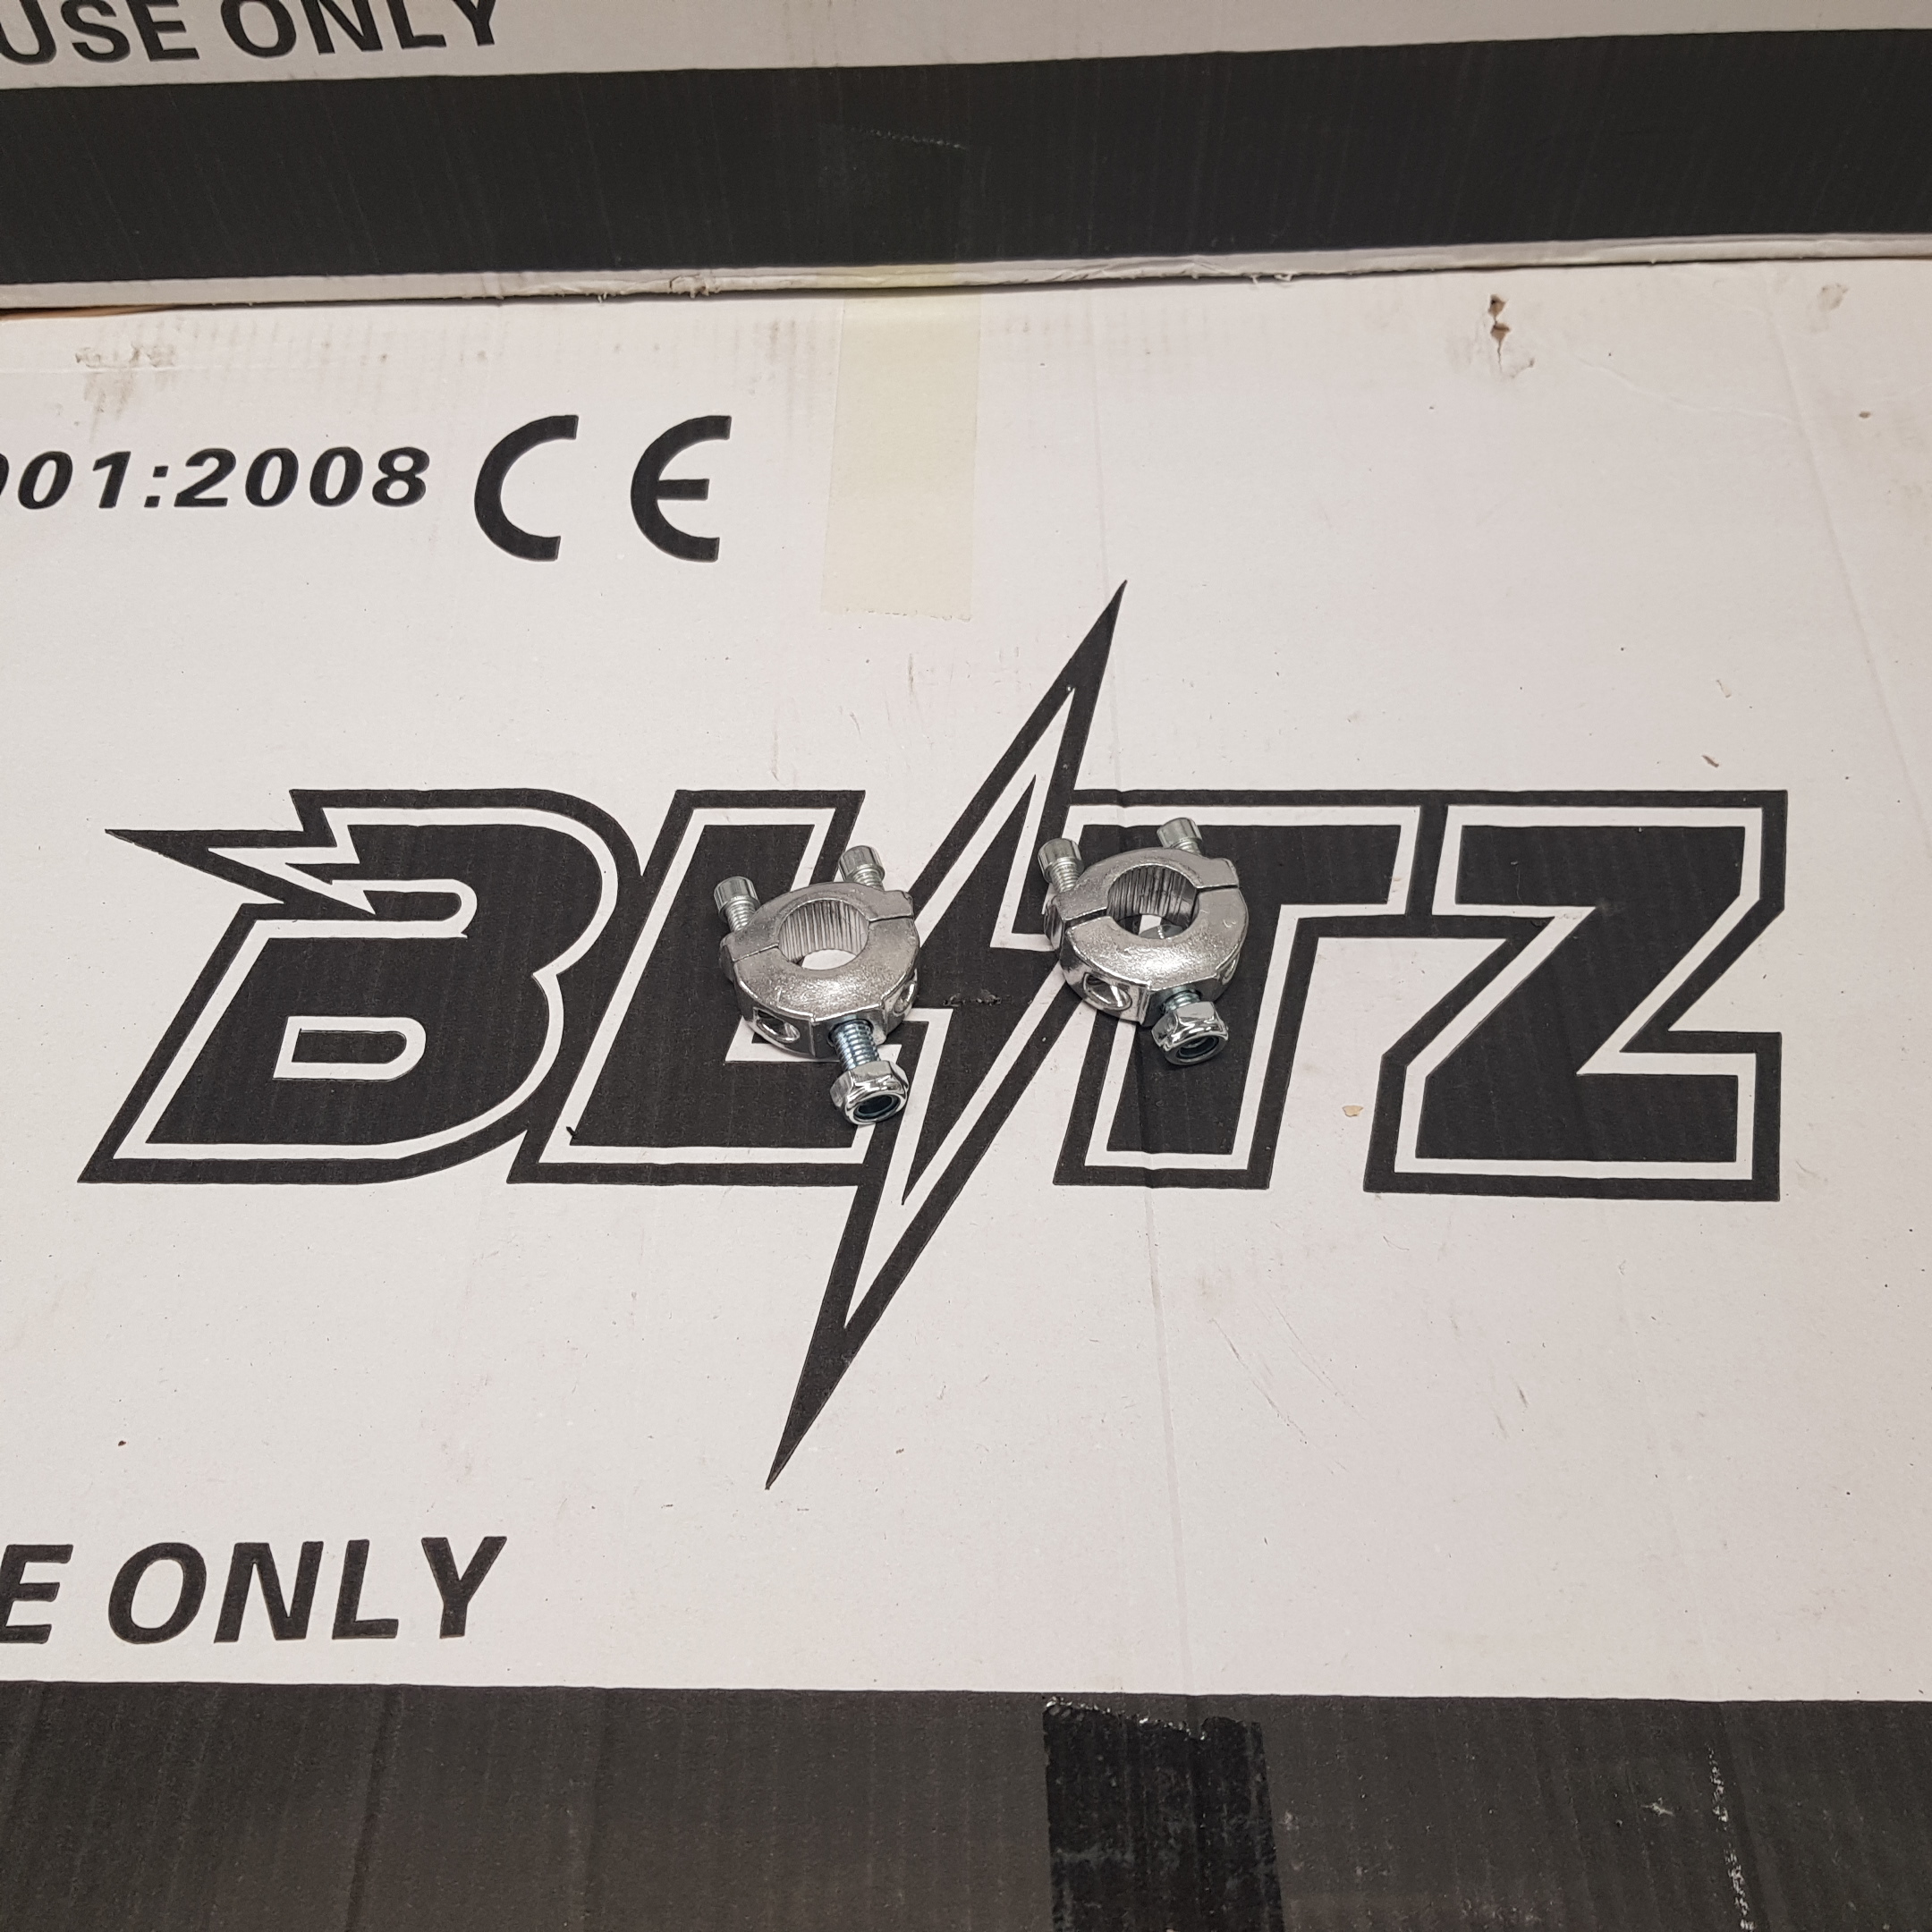 USE ONLY
001:2008 CE
BLITZ
E ONLY